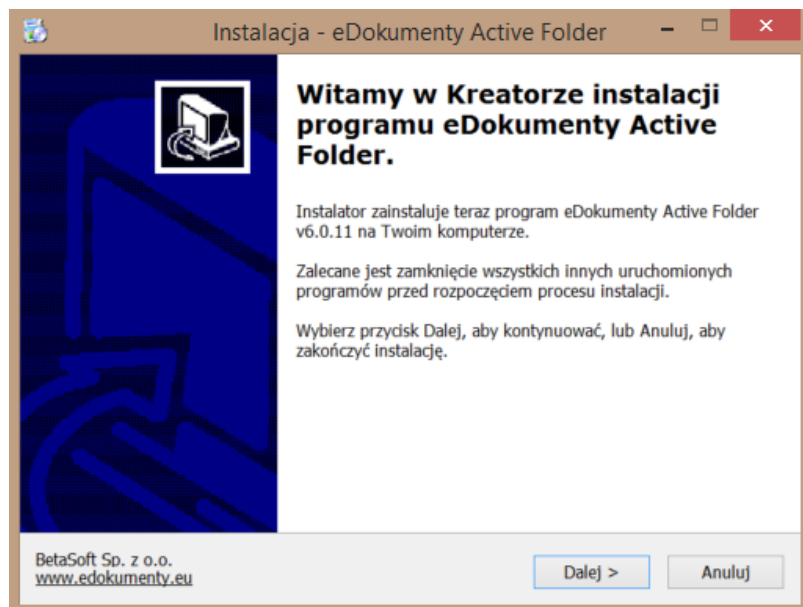 Instalacja - eDokumenty Active Folder
Witamy w Kreatorze instalacji
programu eDokumenty Active
Folder.
Instalator zainstaluje teraz program eDokumenty Active Folder
v6.0.11 na Twoim komputerze.
Zalecane jest zamknięcie wszystkich innych uruchomionych
programów przed rozpoczęciem procesu instalacji.
Wybierz przycisk Dalej, aby kontynuować, lub Anuluj, aby
zakończyć instalację.
BetaSoft Sp. z o.o.
www.edokumenty.eu
Dalej >
Anuluj